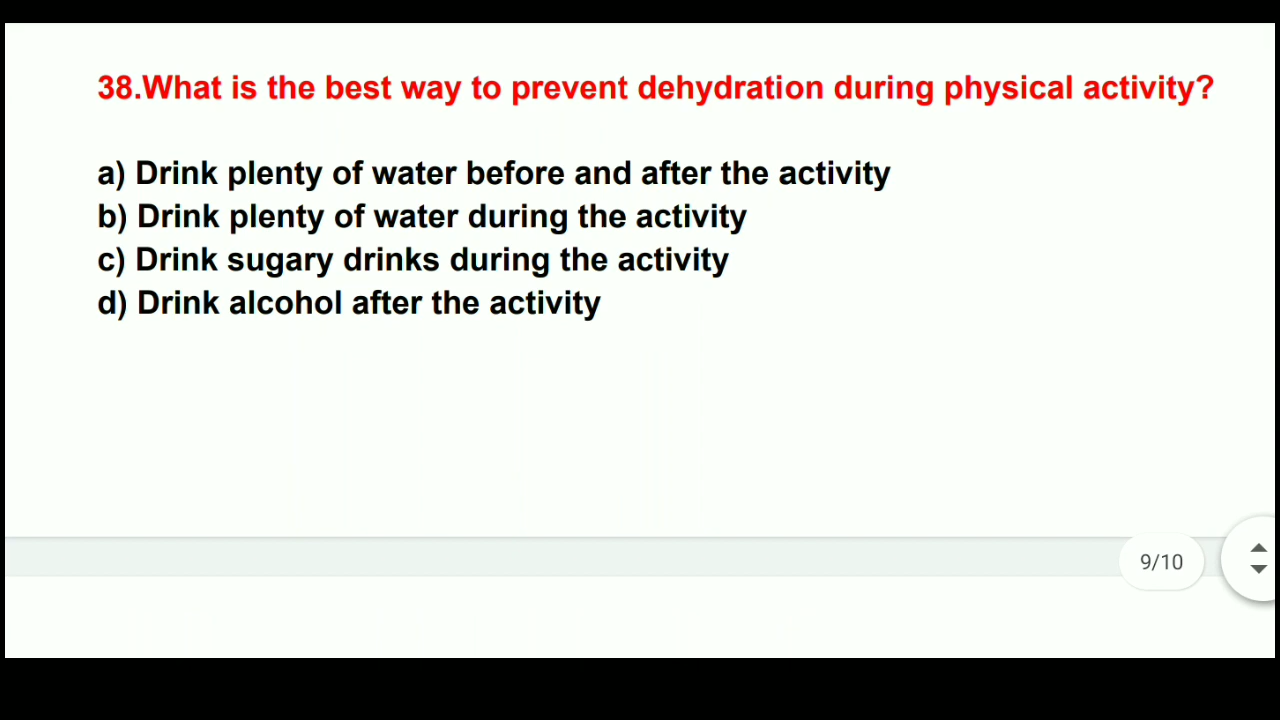 38.What is the best way to prevent dehydration during physical activity?
a) Drink plenty of water before and after the activity
b) Drink plenty of water during the activity
c) Drink sugary drinks during the activity
d) Drink alcohol after the activity
9/10